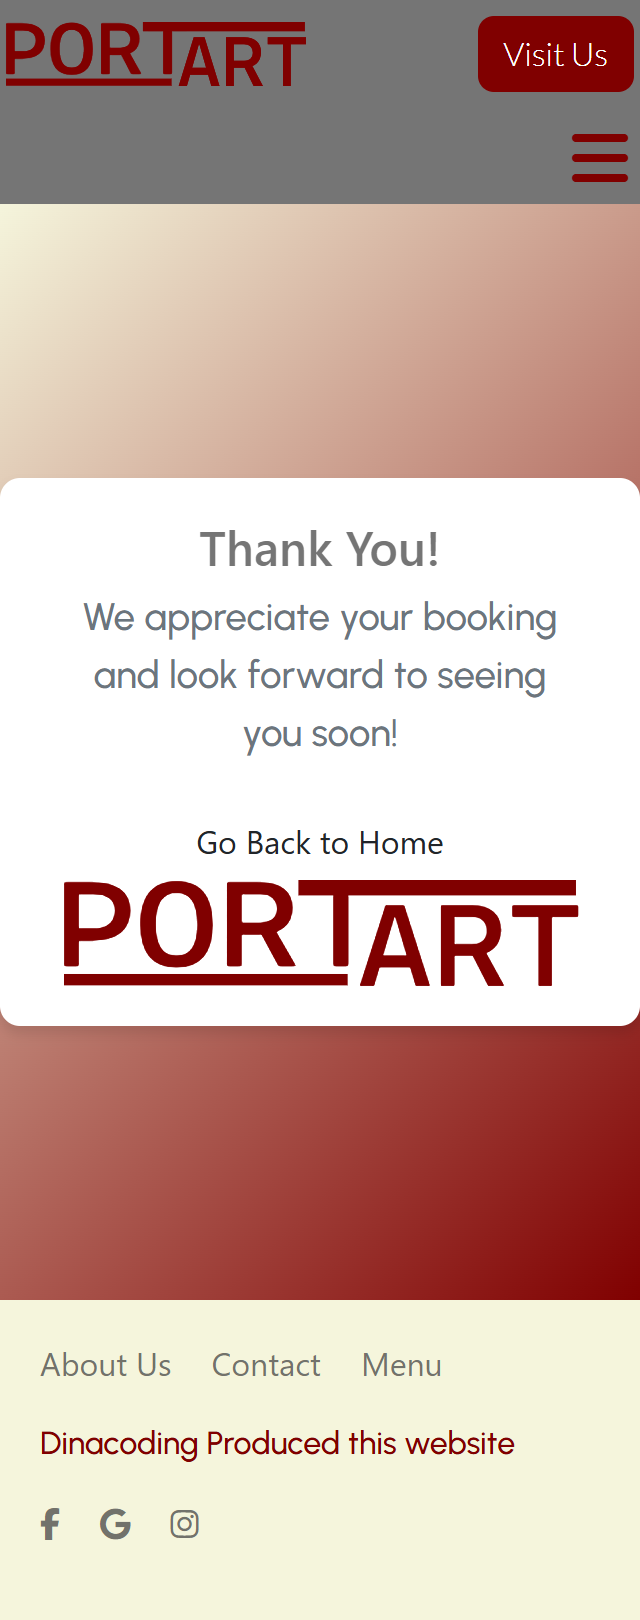 PORTART
Visit Us
Thank You!
We appreciate your booking
and look forward to seeing
you soon!
Go Back to Home
PORTART
About Us Contact Menu
Dinacoding Produced this website